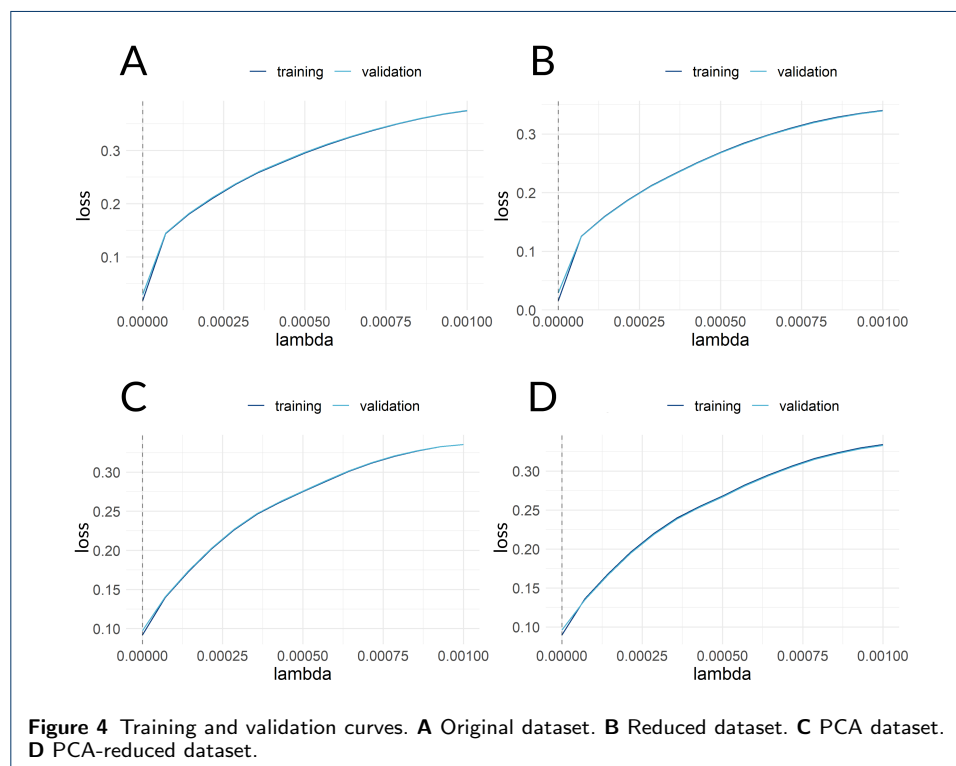 A
training validation
0.3
0.2
0.1
loss
0.00000 0.00025 0.00050 0.00075 0.00100
lambda
B
training validation
0.3
0.2
0.1
0.0
loss
0.00000 0.00025 0.00050 0.00075 0.00100
lambda
C
training validation
0.30
0.25
0.20
0.15
0.10
loss
0.00000 0.00025 0.00050 0.00075 0.00100
lambda
D
training validation
0.30
0.25
0.20
0.15
0.10
loss
0.00000 0.00025 0.00050 0.00075 0.00100
lambda
Figure 4 Training and validation curves. A Original dataset. B Reduced dataset. C PCA dataset.
D PCA-reduced dataset.